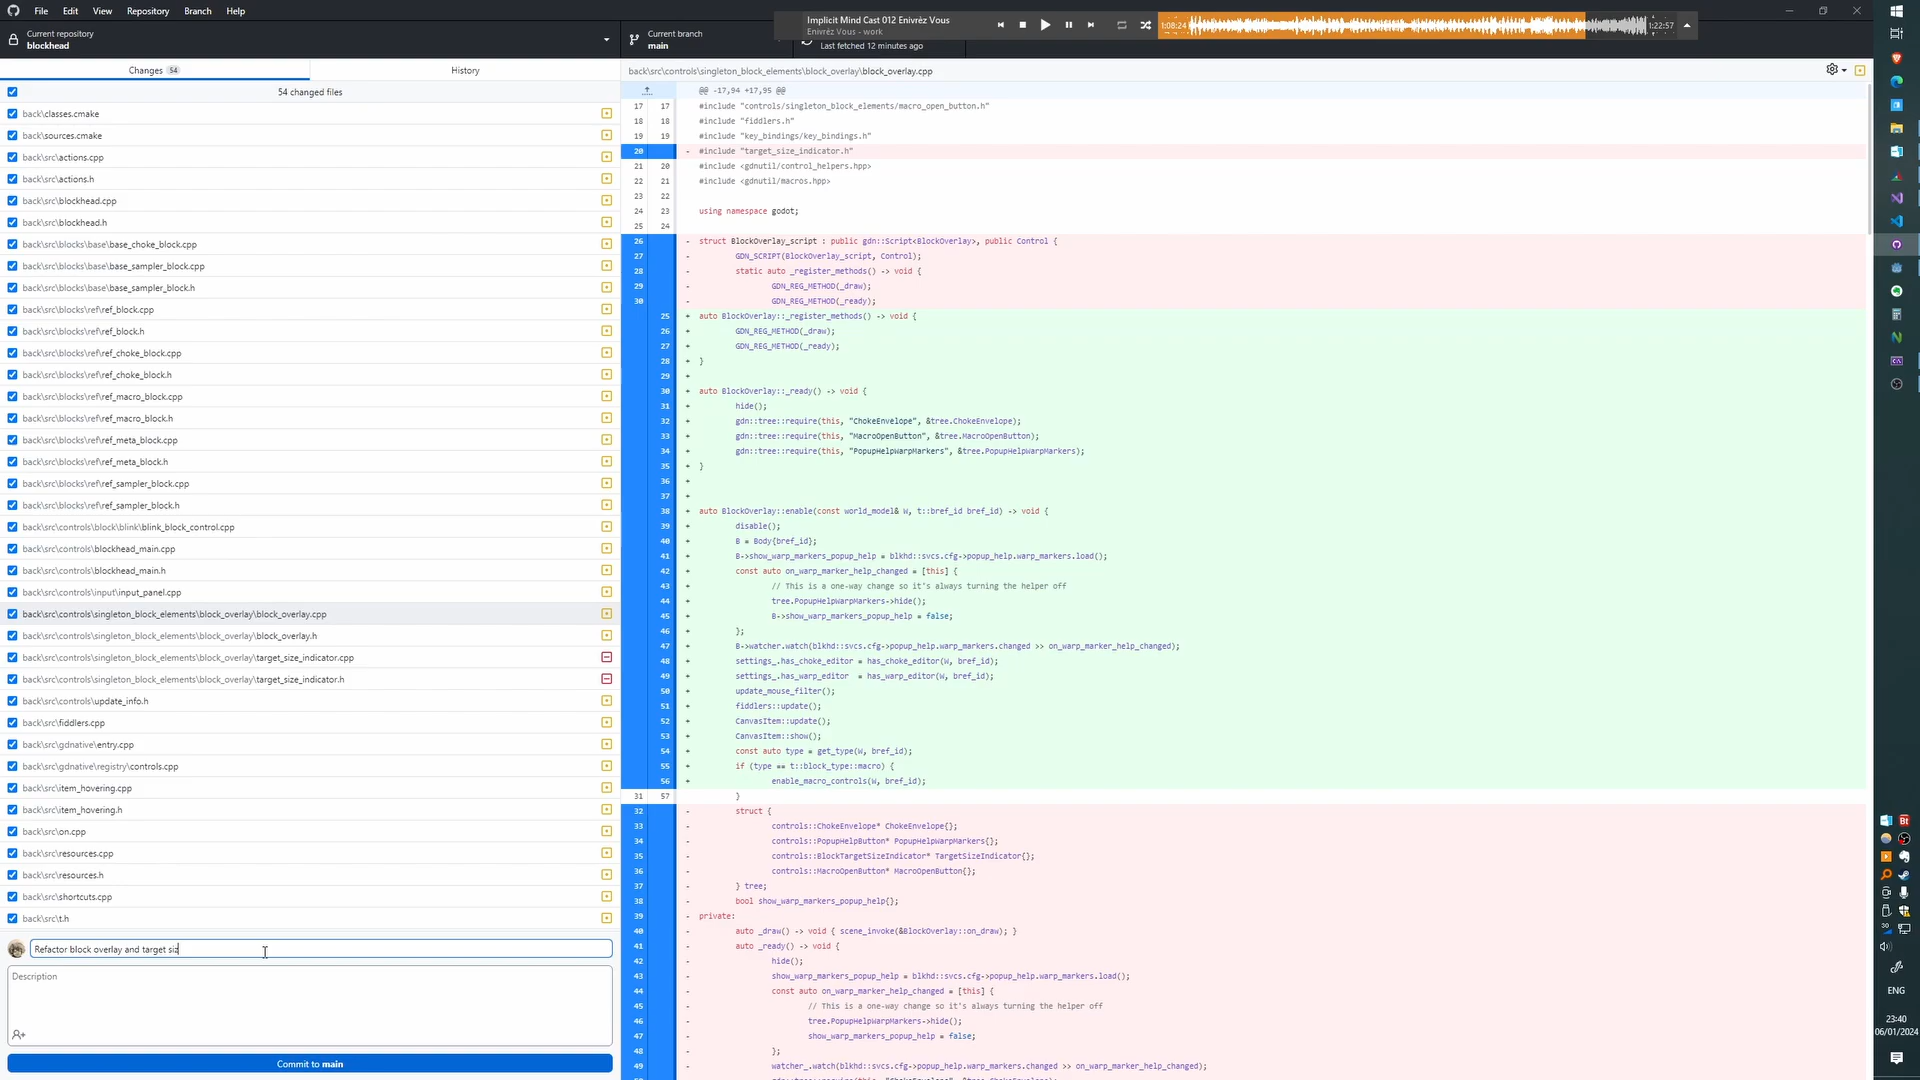 File Edit View Repository Branch Help
Implicit Mind Cast 012 Enivrèz Vous
Enivrèz Vous - work
1:08:24
1:22:57
Current repository
blockhead
Current branch
main
Last fetched 12 minutes ago
Changes 54
History
54 changed files
back\classes.cmake
back\sources.cmake
back\src\actions.cpp
back\src\actions.h
back\src\blockhead.cpp
back\src\blockhead.h
back\src\blocks\base\base_choke_block.cpp
back\src\blocks\base\base_sampler_block.cpp
back\src\blocks\base\base_sampler_block.h
back\src\blocks\ref\ref_block.cpp
back\src\blocks\ref\ref_block.h
back\src\blocks\ref\ref_choke_block.cpp
back\src\blocks\ref\ref_choke_block.h
back\src\blocks\ref\ref_macro_block.cpp
back\src\blocks\ref\ref_macro_block.h
back\src\blocks\ref\ref_meta_block.cpp
back\src\blocks\ref\ref_meta_block.h
back\src\blocks\ref\ref_sampler_block.cpp
back\src\blocks\ref\ref_sampler_block.h
back\src\controls\block\blink\blink_block_control.cpp
back\src\controls\blockhead_main.cpp
back\src\controls\blockhead_main.h
back\src\controls\input\input_panel.cpp
back\src\controls\singleton_block_elements\block_overlay\block_overlay.cpp
back\src\controls\singleton_block_elements\block_overlay\block_overlay.h
back\src\controls\singleton_block_elements\block_overlay\target_size_indicator.cpp
back\src\controls\singleton_block_elements\block_overlay\target_size_indicator.h
back\src\controls\update_info.h
back\src\fiddlers.cpp
back\src\gdnative\entry.cpp
back\src\gdnative\registry\controls.cpp
back\src\item_hovering.cpp
back\src\item_hovering.h
back\src\on.cpp
back\src\resources.cpp
back\src\resources.h
back\src\shortcuts.cpp
back\src\t.h
Refactor block overlay and target siz
Description
Commit to main
back\src\controls\singleton_block_elements\block_overlay\block_overlay.cpp
@@ -17,94 +17,95 @@
17 17 #include "controls/singleton_block_elements/macro_open_button.h"
18 18 #include "fiddlers.h"
19 19 #include "key_bindings/key_bindings.h"
20 - #include "target_size_indicator.h"
21 20 #include <gdnutil/control_helpers.hpp>
22 21 #include <gdnutil/macros.hpp>
23 22
24 23 using namespace godot;
25 24
26 - struct BlockOverlay_script : public gdn::Script<BlockOverlay>, public Control {
27 - GDN_SCRIPT(BlockOverlay_script, Control);
28 - static auto _register_methods() -> void {
29 - GDN_REG_METHOD(_draw);
30 - GDN_REG_METHOD(_ready);
25 + auto BlockOverlay::_register_methods() -> void {
26 + GDN_REG_METHOD(_draw);
27 + GDN_REG_METHOD(_ready);
28 + }
29 +
30 + auto BlockOverlay::_ready() -> void {
31 + hide();
32 + gdn::tree::require(this, "ChokeEnvelope", &tree.ChokeEnvelope);
33 + gdn::tree::require(this, "MacroOpenButton", &tree.MacroOpenButton);
34 + gdn::tree::require(this, "PopupHelpWarpMarkers", &tree.PopupHelpWarpMarkers);
35 + }
36 +
37 +
38 + auto BlockOverlay::enable(const world_model& W, t::bref_id bref_id) -> void {
39 + disable();
40 + B = Body{bref_id};
41 + B->show_warp_markers_popup_help = blkhd::svcs.cfg->popup_help.warp_markers.load();
42 + const auto on_warp_marker_help_changed = [this] {
43 + // This is a one-way change so it's always turning the helper off
44 + tree.PopupHelpWarpMarkers->hide();
45 + B->show_warp_markers_popup_help = false;
46 + };
47 + B->watcher.watch(blkhd::svcs.cfg->popup_help.warp_markers.changed >> on_warp_marker_help_changed);
48 + settings_.has_choke_editor = has_choke_editor(W, bref_id);
49 + settings_.has_warp_editor = has_warp_editor(W, bref_id);
50 + update_mouse_filter();
51 + fiddlers::update();
52 + CanvasItem::update();
53 + CanvasItem::show();
54 + const auto type = get_type(W, bref_id);
55 + if (type == t::block_type::macro) {
56 + enable_macro_controls(W, bref_id);
31 57 }
32 - struct {
33 - controls::ChokeEnvelope* ChokeEnvelope{};
34 - controls::PopupHelpButton* PopupHelpWarpMarkers{};
35 - controls::BlockTargetSizeIndicator* TargetSizeIndicator{};
36 - controls::MacroOpenButton* MacroOpenButton{};
37 - } tree;
38 - bool show_warp_markers_popup_help{};
39 - private:
40 - auto _draw() -> void { scene_invoke(&BlockOverlay::on_draw); }
41 - auto _ready() -> void {
42 - hide();
43 - show_warp_markers_popup_help = blkhd::svcs.cfg->popup_help.warp_markers.load();
44 - const auto on_warp_marker_help_changed = [this] {
45 - // This is a one-way change so it's always turning the helper off
46 - tree.PopupHelpWarpMarkers->hide();
47 - show_warp_markers_popup_help = false;
48 - };
49 - watcher_.watch(blkhd::svcs.cfg->popup_help.warp_markers.changed >> on_warp_marker_help_changed);
ENG
23:40
06/01/2024